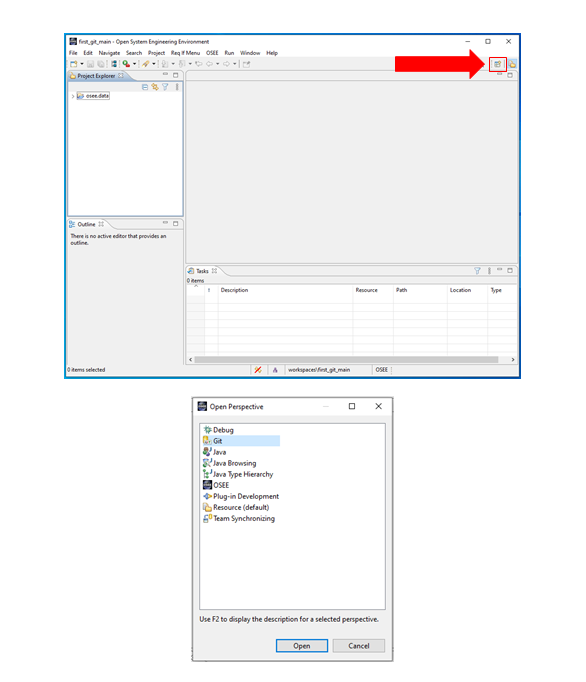 first_git_main - Open System Engineering Environment
File Edit Navigate Search Project Req If Menu OSEE Run Window Help
Project Explorer
osee.data
Outline
There is no active editor that provides an
outline.
Tasks
0 items
! Description Resource Path Location Type
0 items selected
workspaces\first_git_main
OSEE
Open Perspective
Debug
Git
Java
Java Browsing
Java Type Hierarchy
OSEE
Plug-in Development
Resource (default)
Team Synchronizing
Use F2 to display the description for a selected perspective.
Open Cancel